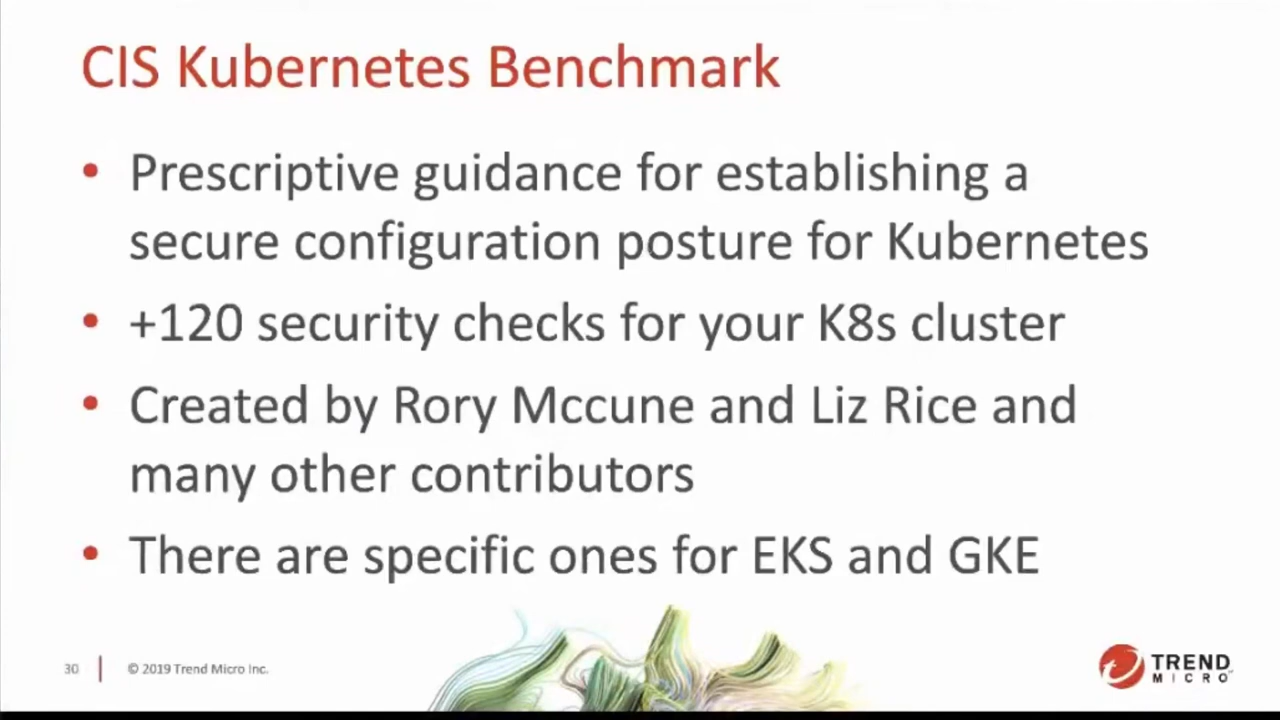 CIS Kubernetes Benchmark
• Prescriptive guidance for establishing a
secure configuration posture for Kubernetes
• +120 security checks for your K8s cluster
• Created by Rory Mccune and Liz Rice and
many other contributors
• There are specific ones for EKS and GKE
30
© 2019 Trend Micro Inc.
TREND
MICRO